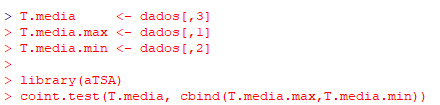 > T.media     <- dados[,3]
> T.media.max <- dados[,1]
> T.media.min <- dados[,2]
>
> library(aTSA)
> coint.test(T.media, cbind(T.media.max,T.media.min))